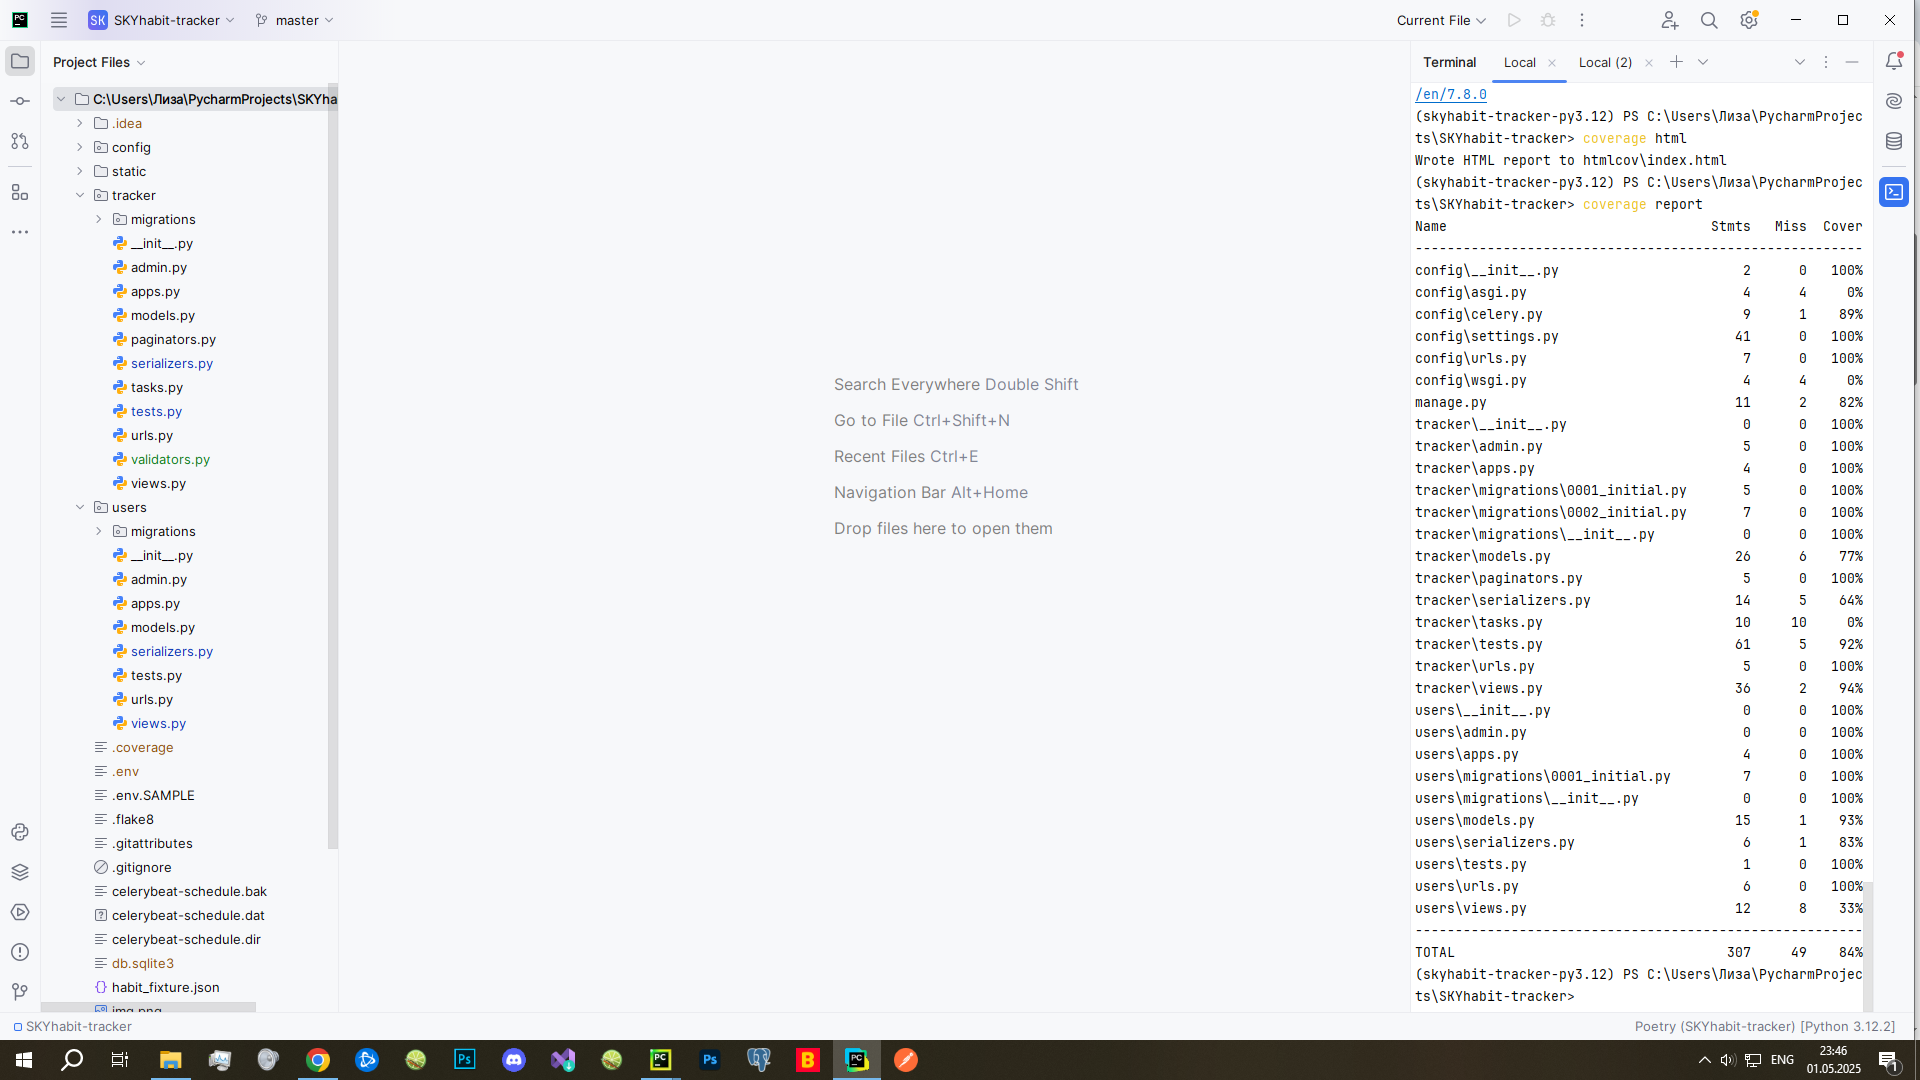 SK SKYhabit-tracker master
Current File
Project Files
C:\Users\Лиза\PycharmProjects\SKYha
.idea
config
static
tracker
migrations
__init__.py
admin.py
apps.py
models.py
paginators.py
serializers.py
tasks.py
tests.py
urls.py
validators.py
views.py
users
migrations
__init__.py
admin.py
apps.py
models.py
serializers.py
tests.py
urls.py
views.py
.coverage
.env
.env.SAMPLE
.flake8
.gitattributes
.gitignore
celerybeat-schedule.bak
celerybeat-schedule.dat
celerybeat-schedule.dir
db.sqlite3
habit_fixture.json
img.png
Search Everywhere Double Shift
Go to File Ctrl+Shift+N
Recent Files Ctrl+E
Navigation Bar Alt+Home
Drop files here to open them
Terminal Local Local (2)
/en/7.8.0
(skyhabit-tracker-py3.12) PS C:\Users\Лиза\PycharmProjec
ts\SKYhabit-tracker> coverage html
Wrote HTML report to htmlcov\index.html
(skyhabit-tracker-py3.12) PS C:\Users\Лиза\PycharmProjec
ts\SKYhabit-tracker> coverage report
Name Stmts Miss Cover
--------------------------------------------------------
config\__init__.py 2 0 100%
config\asgi.py 4 4 0%
config\celery.py 9 1 89%
config\settings.py 41 0 100%
config\urls.py 7 0 100%
config\wsgi.py 4 4 0%
manage.py 11 2 82%
tracker\__init__.py 0 0 100%
tracker\admin.py 5 0 100%
tracker\apps.py 4 0 100%
tracker\migrations\0001_initial.py 5 0 100%
tracker\migrations\0002_initial.py 7 0 100%
tracker\migrations\__init__.py 0 0 100%
tracker\models.py 26 6 77%
tracker\paginators.py 5 0 100%
tracker\serializers.py 14 5 64%
tracker\tasks.py 10 10 0%
tracker\tests.py 61 5 92%
tracker\urls.py 5 0 100%
tracker\views.py 36 2 94%
users\__init__.py 0 0 100%
users\admin.py 0 0 100%
users\apps.py 4 0 100%
users\migrations\0001_initial.py 7 0 100%
users\migrations\__init__.py 0 0 100%
users\models.py 15 1 93%
users\serializers.py 6 1 83%
users\tests.py 1 0 100%
users\urls.py 6 0 100%
users\views.py 12 8 33%
--------------------------------------------------------
TOTAL 307 49 84%
(skyhabit-tracker-py3.12) PS C:\Users\Лиза\PycharmProjec
ts\SKYhabit-tracker>
SKYhabit-tracker
Poetry (SKYhabit-tracker) [Python 3.12.2]
ENG
23:46
01.05.2025
1